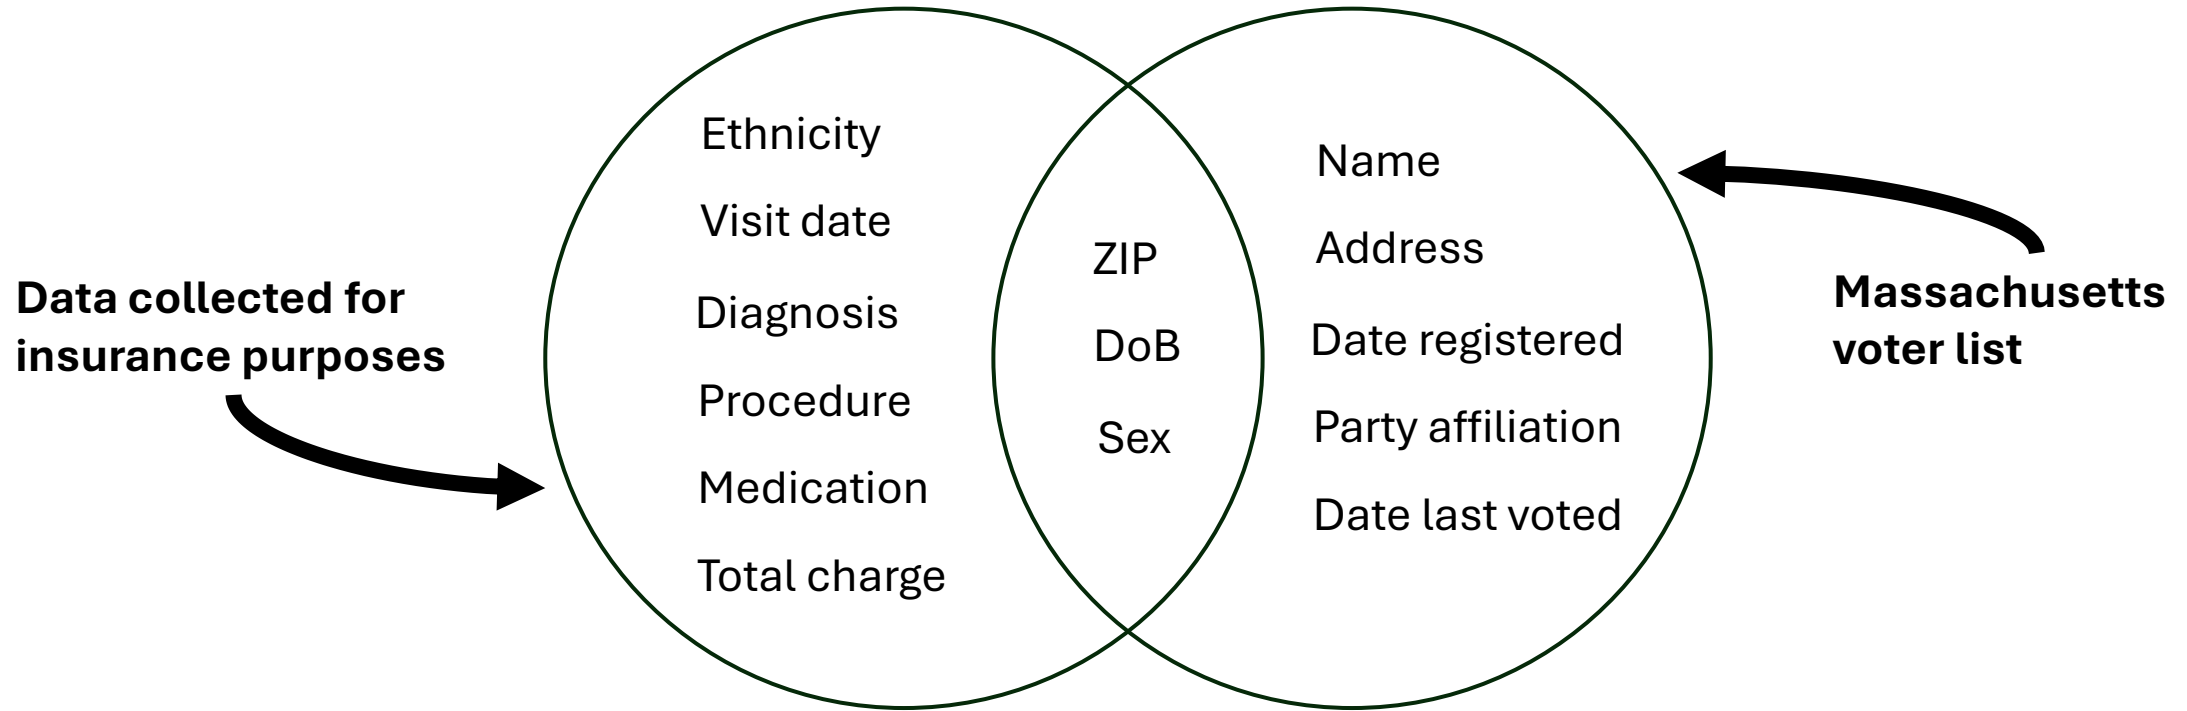 Data collected for
insurance purposes
Ethnicity
Visit date
Diagnosis
Procedure
Medication
Total charge
ZIP
DoB
Sex
Name
Address
Date registered
Party affiliation
Date last voted
Massachusetts
voter list